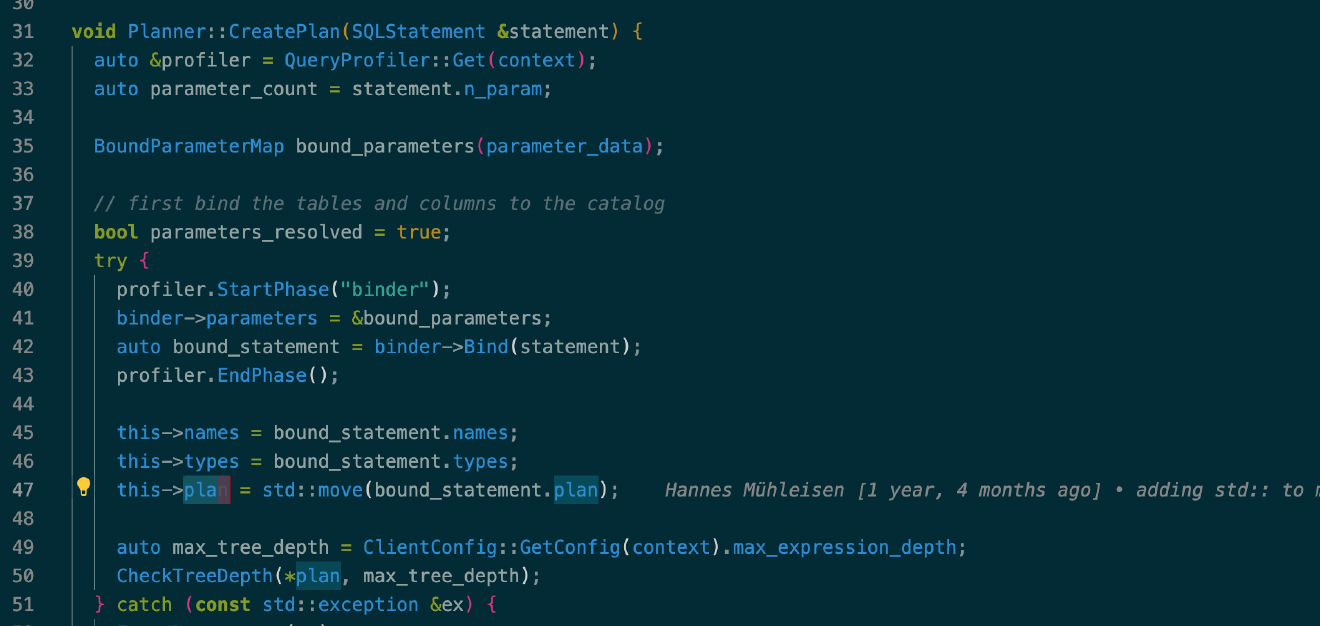 30
31 void Planner::CreatePlan(SQLStatement &statement) {
32 auto &profiler = QueryProfiler::Get(context);
33 auto parameter_count = statement.n_param;
34
35 BoundParameterMap bound_parameters(parameter_data);
36
37 // first bind the tables and columns to the catalog
38 bool parameters_resolved = true;
39 try {
40 profiler.StartPhase("binder");
41 binder->parameters = &bound_parameters;
42 auto bound_statement = binder->Bind(statement);
43 profiler.EndPhase();
44
45 this->names = bound_statement.names;
46 this->types = bound_statement.types;
47 this->plan = std::move(bound_statement.plan); Hannes Mühleisen [1 year, 4 months ago] • adding std:: to
48
49 auto max_tree_depth = ClientConfig::GetConfig(context).max_expression_depth;
50 CheckTreeDepth(*plan, max_tree_depth);
51 } catch (const std::exception &ex) {